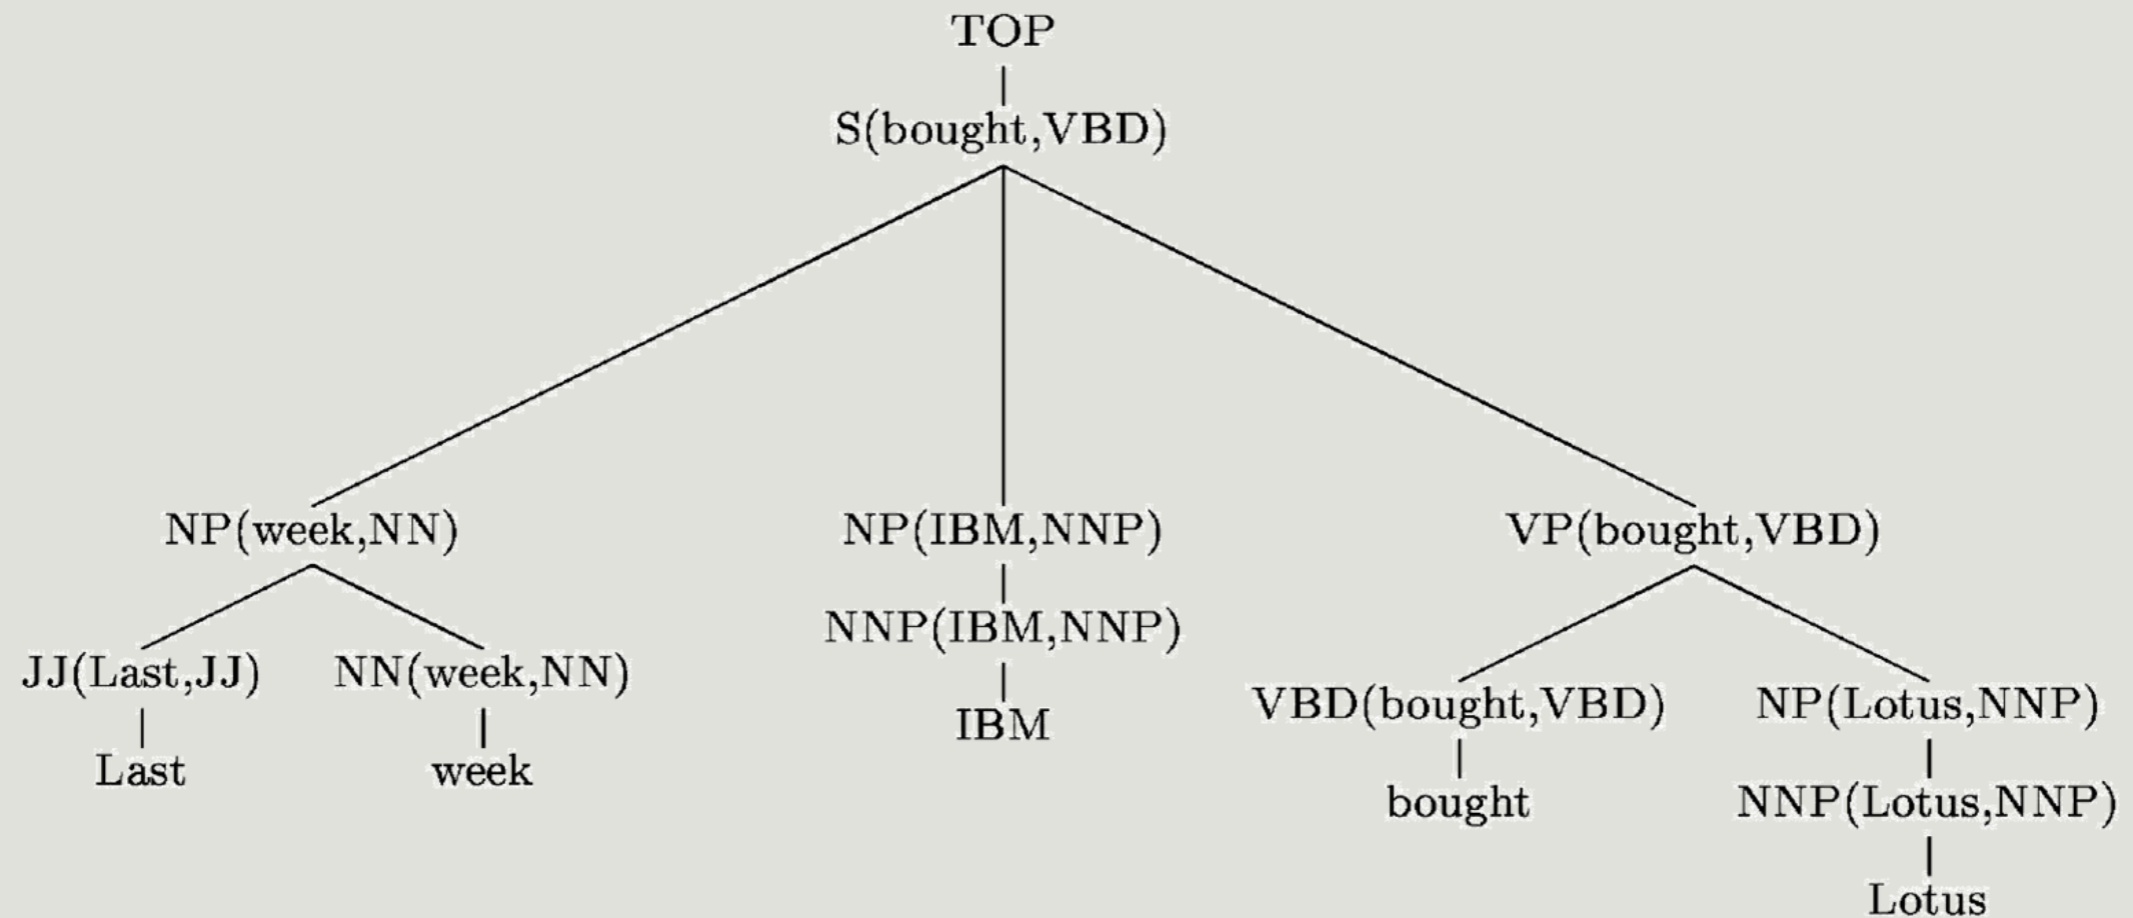 TOP
S(bought,VBD)
NP(week,NN) NP(IBM,NNP) VP(bought,VBD)
NNP(IBM,NNP)
JJ(Last,JJ) NN(week,NN) VBD(bought,VBD) NP(Lotus,NNP)
IBM
Last week bought NNP(Lotus,NNP)
Lotus